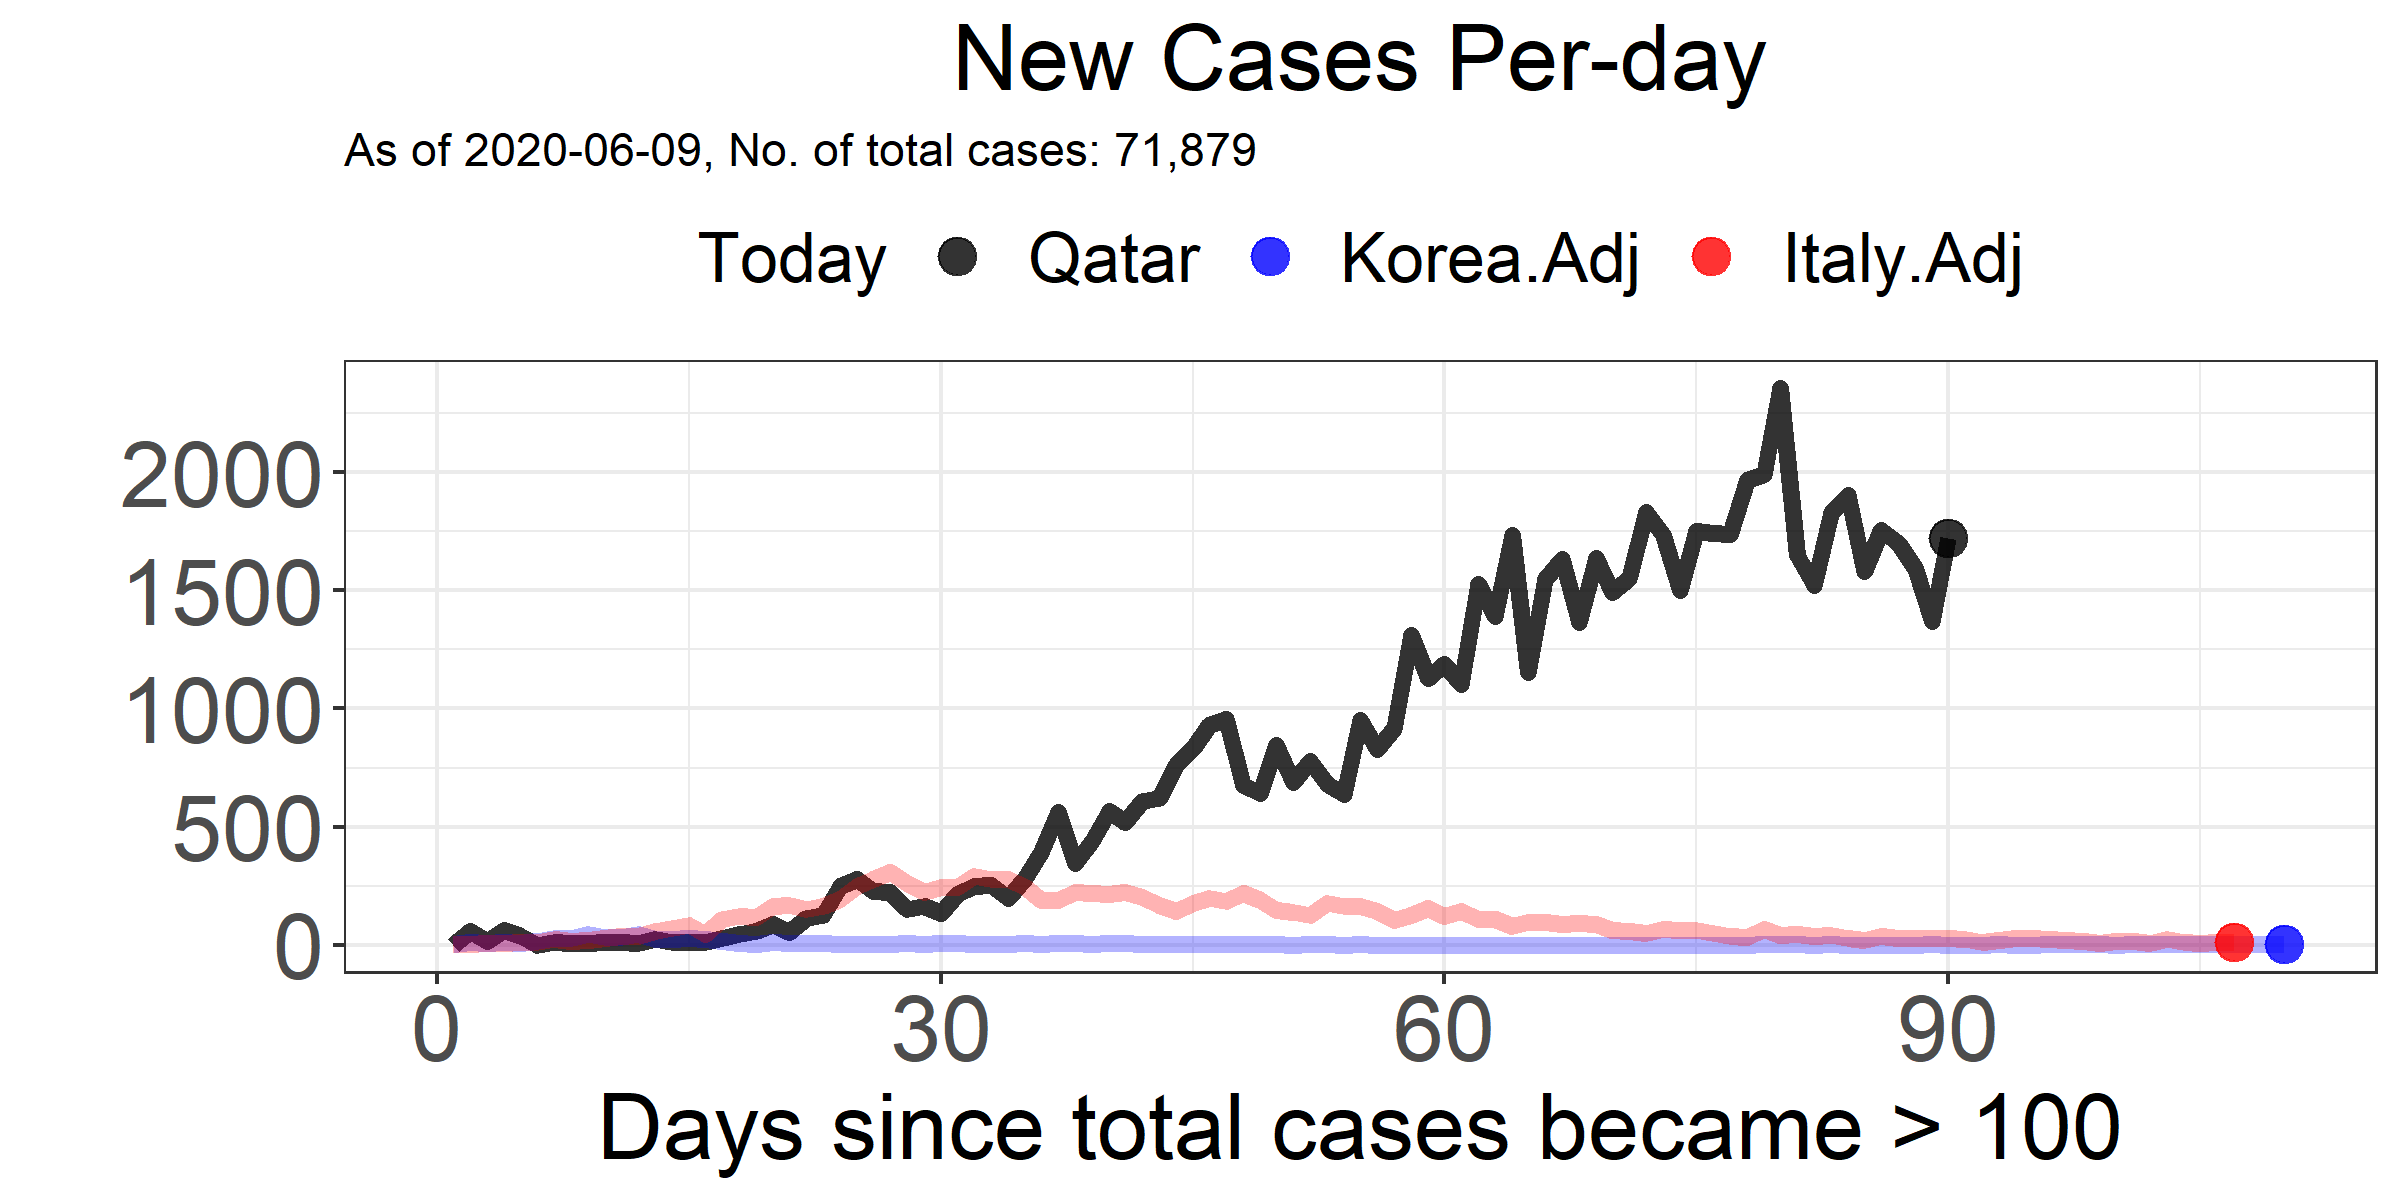 New Cases Per-day
As of 2020-06-09, No. of total cases: 71,879
Today Qatar Korea.Adj Italy.Adj
2000
1500
1000
500
0
0 30 60 90
Days since total cases became > 100